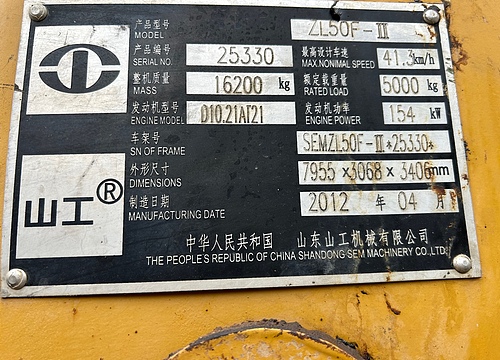 产品型号 ZL50F-III
MODEL
产品编号 25330 最高设计车速 41.3km/h
SERIAL NO. MAX.NONIMAL SPEED
整机质量 16200 kg 额定载重量 5000 kg
MASS RATED LOAD
发动机型号 D10.21AT21 发动机功率 154 kW
ENGINE MODEL ENGINE POWER
车架号 SEMZL50F-III*25330*
SN OF FRAME
外形尺寸 7955 ×3068 × 3406mm
DIMENSIONS
制造日期 2012 年 04 月
MANUFACTURING DATE
山工®
中华人民共和国 山东山工机械有限公司
THE PEOPLE'S REPUBLIC OF CHINA SHANDONG SEM MACHINERY CO.,LTD.